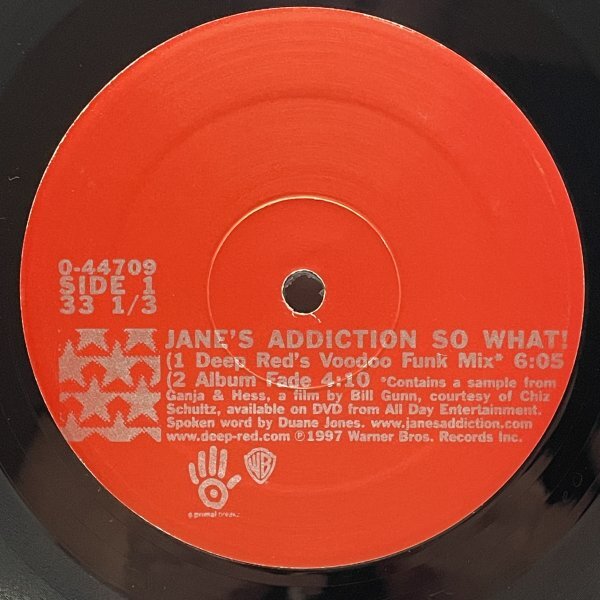 0-44709
SIDE 1
33 1/3
JANE'S ADDICTION SO WHAT!
(1 Deep Red's Voodoo Funk Mix* 6:05
(2 Album Fade 4:10 *Contains a sample from
Ganja & Hess, a film by Bill Gunn, courtesy of Chiz
Schultz, available on DVD from All Day Entertainment.
Spoken word by Duane Jones. www.janesaddiction.com
www.deep-red.com ℗1997 Warner Bros. Records Inc.
WB